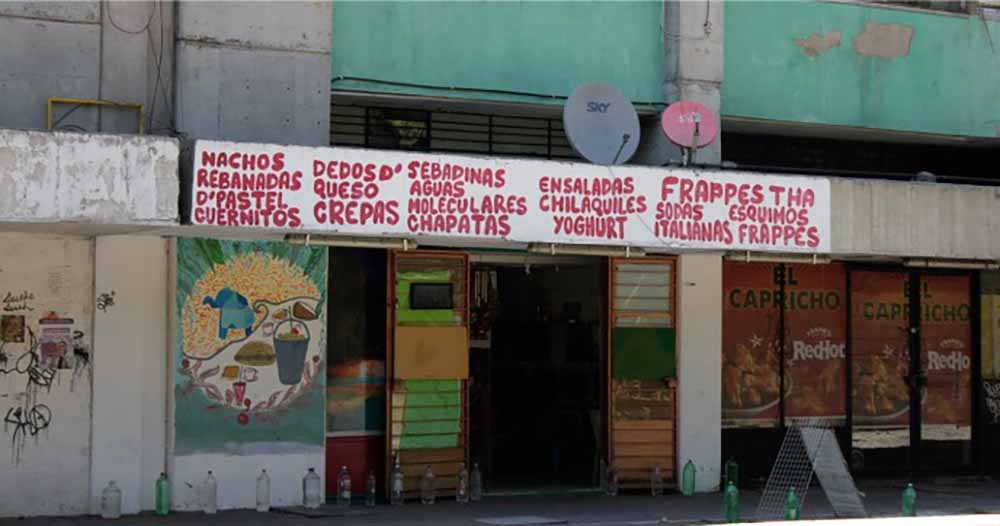 SKY
NACHOS
REBANADAS
D'PASTEL
CUERNITOS
DEDOS D'
QUESO
CREPAS
SEBADINAS
AGUAS
MOLECULARES
CHAPATAS
ENSALADAS
CHILAQUILES
YOGHURT
FRAPPES THA
SODAS ESQUIMOS
ITALIANAS FRAPPÉS
EL
CAPRICHO
RedHot
EL
CAPRICHO
RedHot